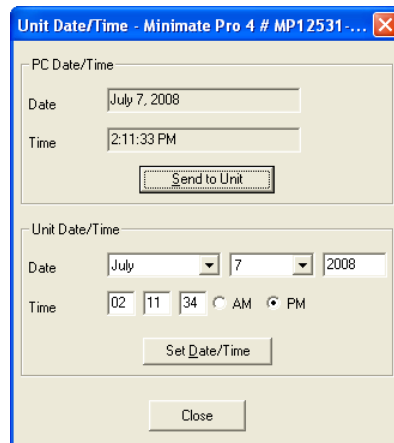 Unit Date/Time - Minimate Pro 4 # MP12531-...
PC Date/Time
Date July 7, 2008
Time 2:11:33 PM
Send to Unit
Unit Date/Time
Date July 7 2008
Time 02 11 34 AM PM
Set Date/Time
Close